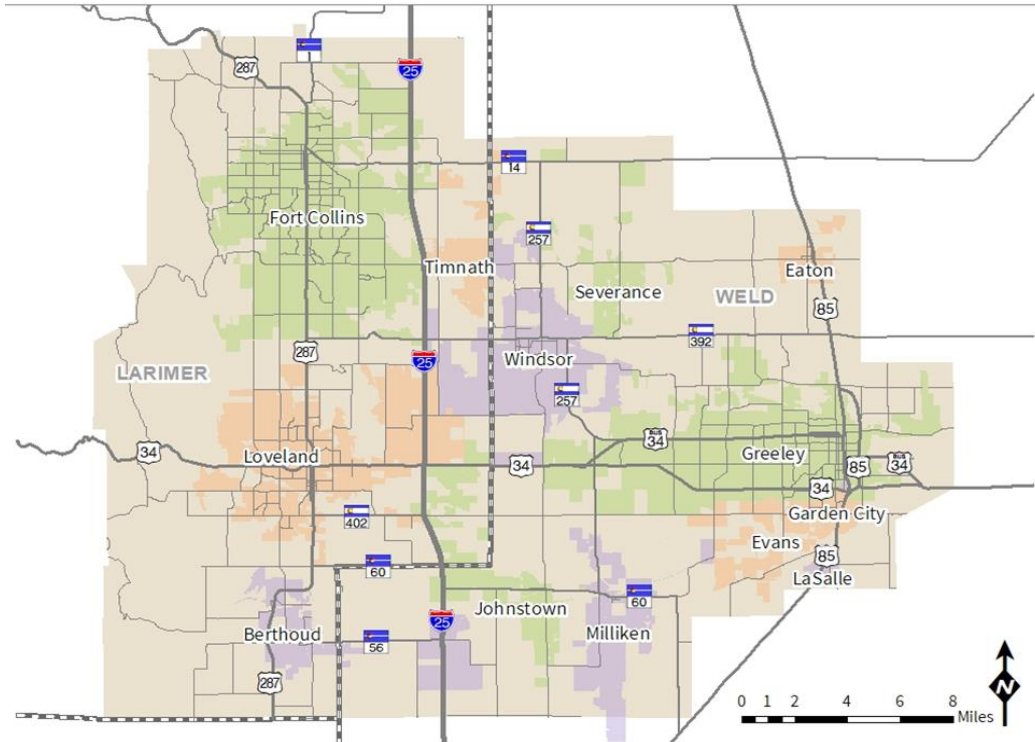 1
287
25
14
Fort Collins
257
Timnath
Eaton
Severance
WELD
85
392
287
25
Windsor
LARIMER
257
34
BUS
34
Loveland
34
Greeley
85
BUS
34
34
402
Garden City
Evans
85
60
LaSalle
60
Johnstown
25
Berthoud
56
Milliken
287
N
0 1 2 4 6 8
Miles